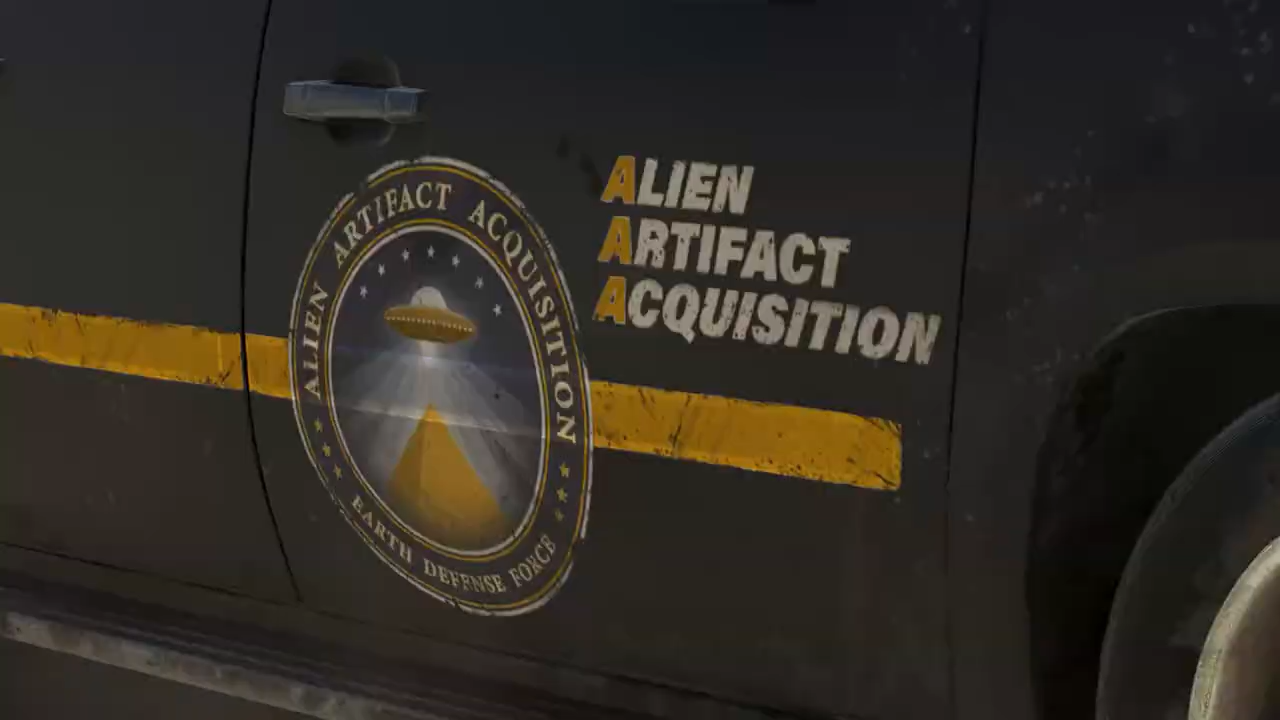 ALIEN ARTIFACT ACQUISITION
EARTH DEFENSE FORCE
ALIEN
ARTIFACT
ACQUISITION